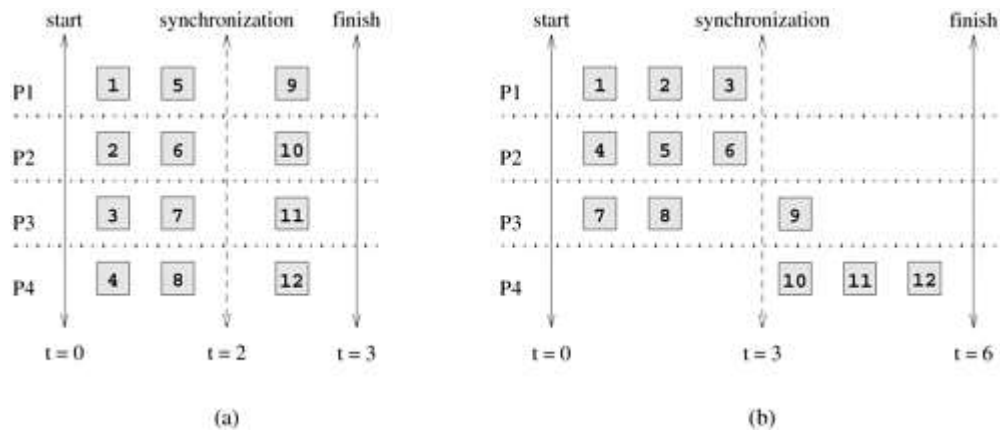 start synchronization finish
P1 1 5 9
P2 2 6 10
P3 3 7 11
P4 4 8 12
t = 0 t = 2 t = 3
(a)
start synchronization finish
P1 1 2 3
P2 4 5 6
P3 7 8 9
P4 10 11 12
t = 0 t = 3 t = 6
(b)